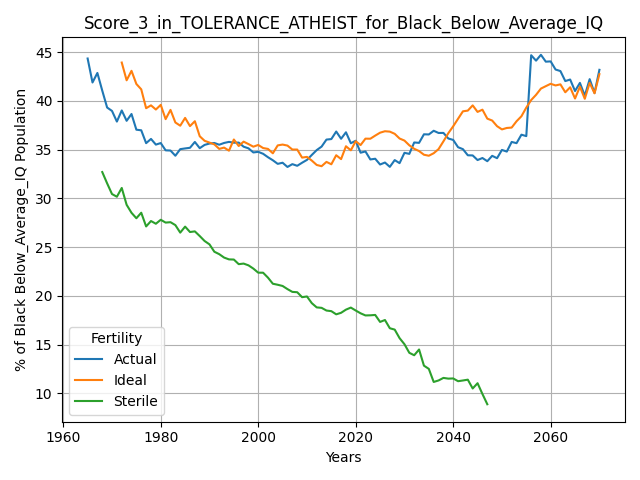 Score_3_in_TOLERANCE_ATHEIST_for_Black_Below_Average_IQ
% of Black Below_Average_IQ Population
45
40
35
30
25
20
15
10
Fertility
Actual
Ideal
Sterile
1960
1980
2000
2020
2040
2060
Years